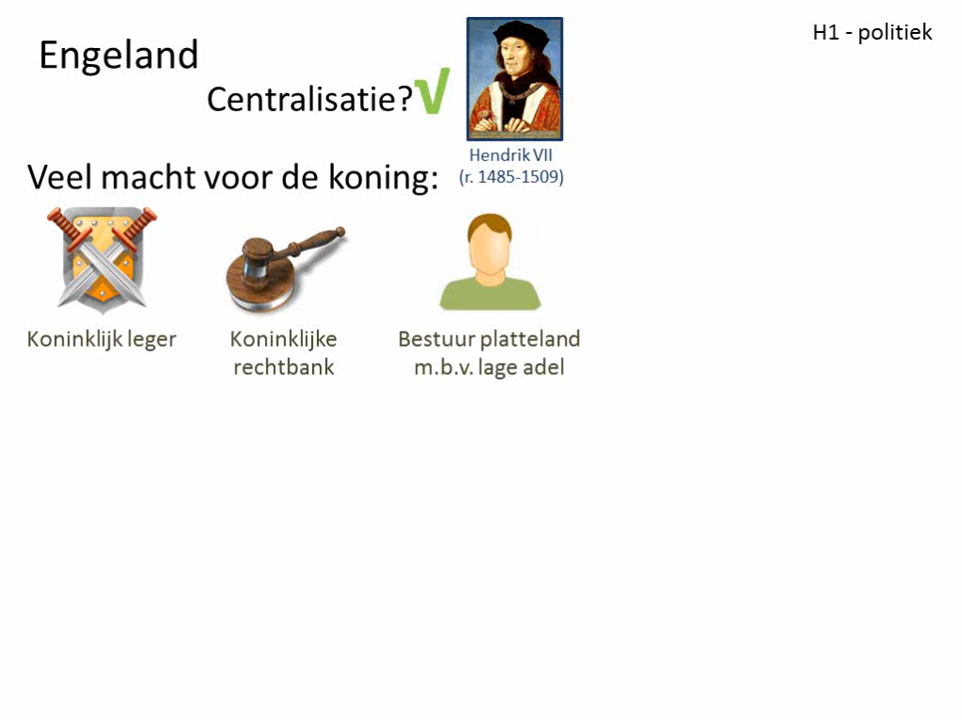 H1 - politiek
Engeland
Centralisatie?√
Hendrik VII
(r. 1485-1509)
Veel macht voor de koning:
Koninklijk leger
Koninklijke
rechtbank
Bestuur platteland
m.b.v. lage adel